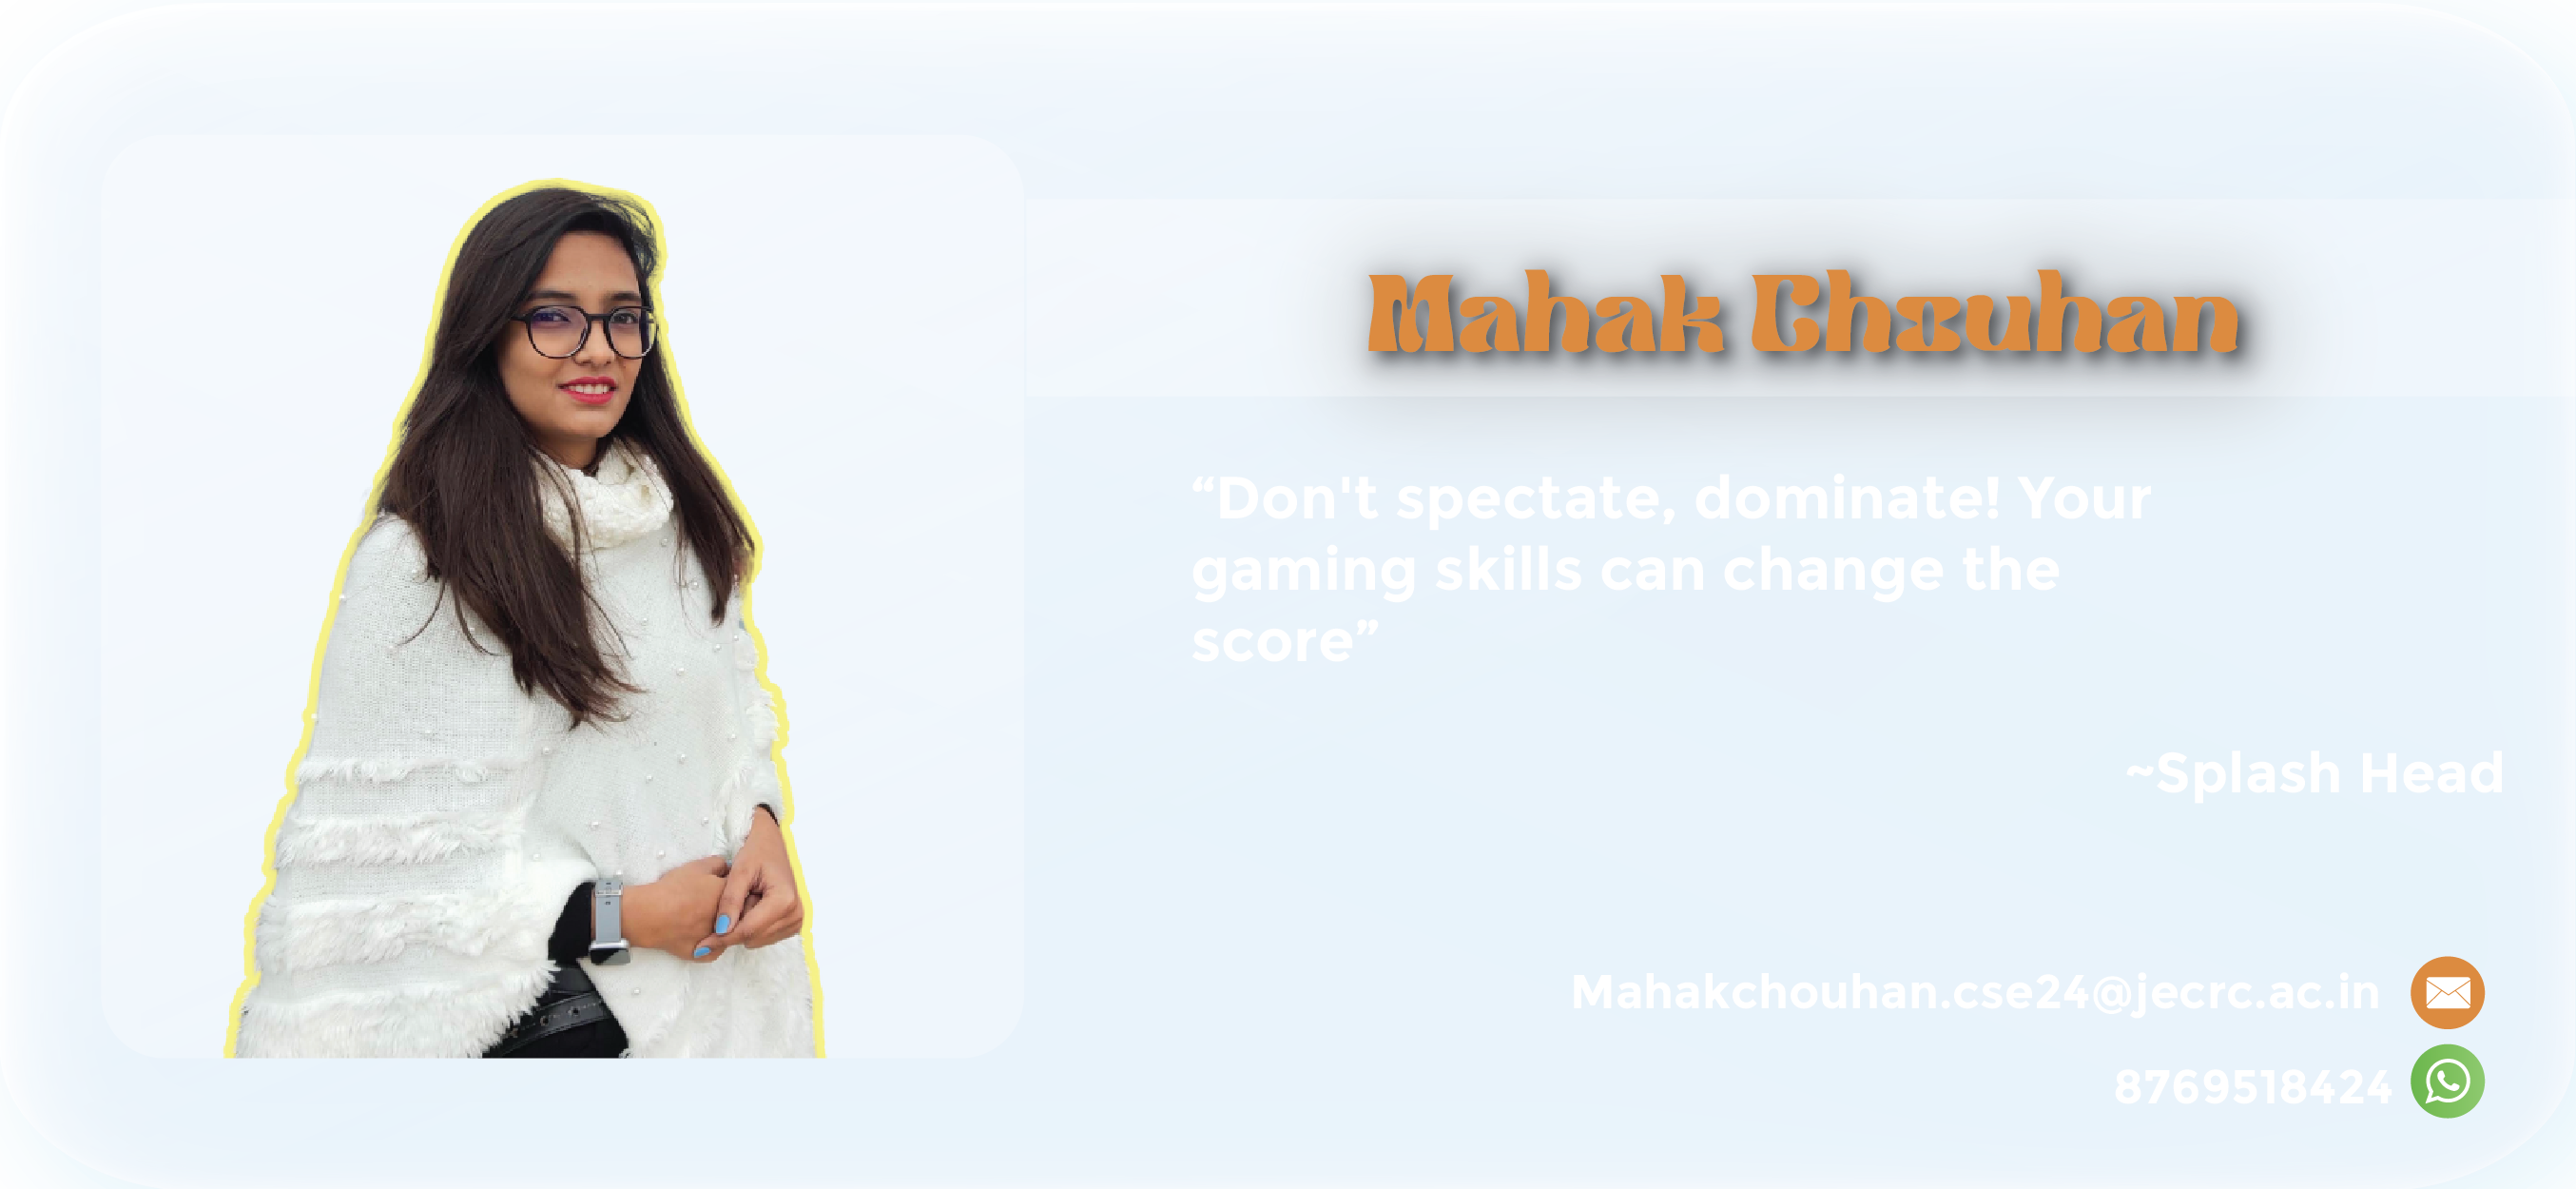 Mahak Chouhan
“Don't spectate, dominate! Your
gaming skills can change the
score”
~Splash Head
Mahakchouhan.cse24@jecrc.ac.in
8769518424